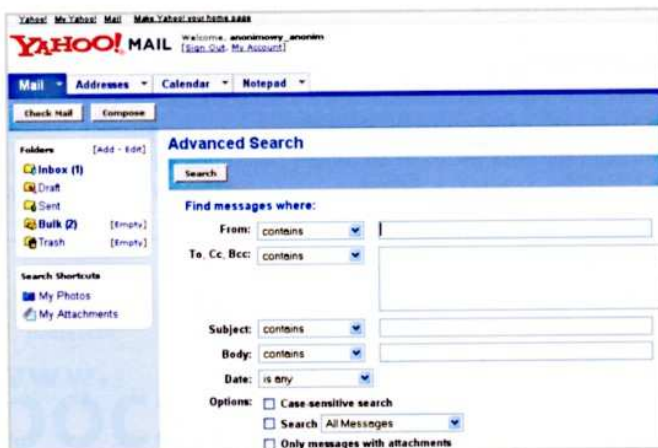 Yahoo! My Yahoo! Mail Make Yahoo! your home page
YAHOO! MAIL Welcome, anonimowy_anonim
[Sign Out, My Account]
Mail Addresses Calendar Notepad
Check Mail Compose
Folders [Add - Edit]
Inbox (1)
Draft
Sent
Bulk (2) [Empty]
Trash [Empty]
Search Shortcuts
My Photos
My Attachments
Advanced Search
Search
Find messages where:
From: contains
To, Cc, Bcc: contains
Subject: contains
Body: contains
Date: is any
Options: Case-sensitive search
Search All Messages
Only messages with attachments